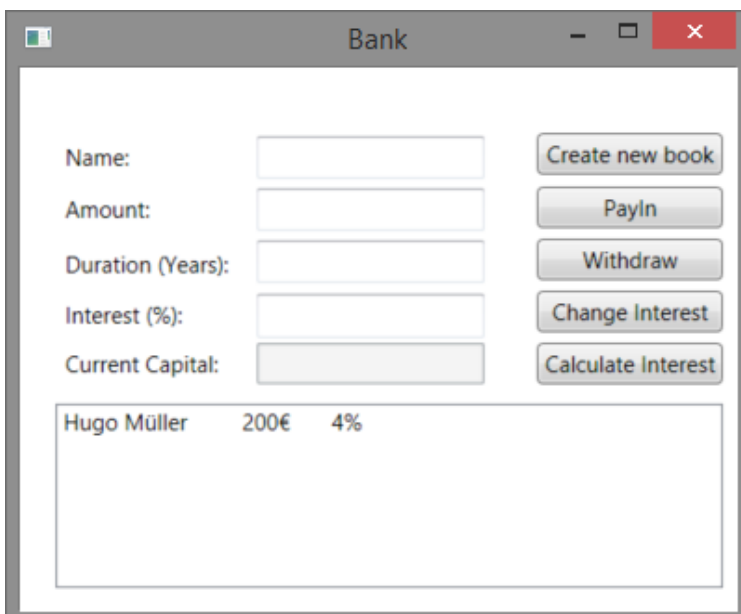 Bank
Name: Create new book
Amount: PayIn
Duration (Years): Withdraw
Interest (%): Change Interest
Current Capital: Calculate Interest
Hugo Müller 200€ 4%